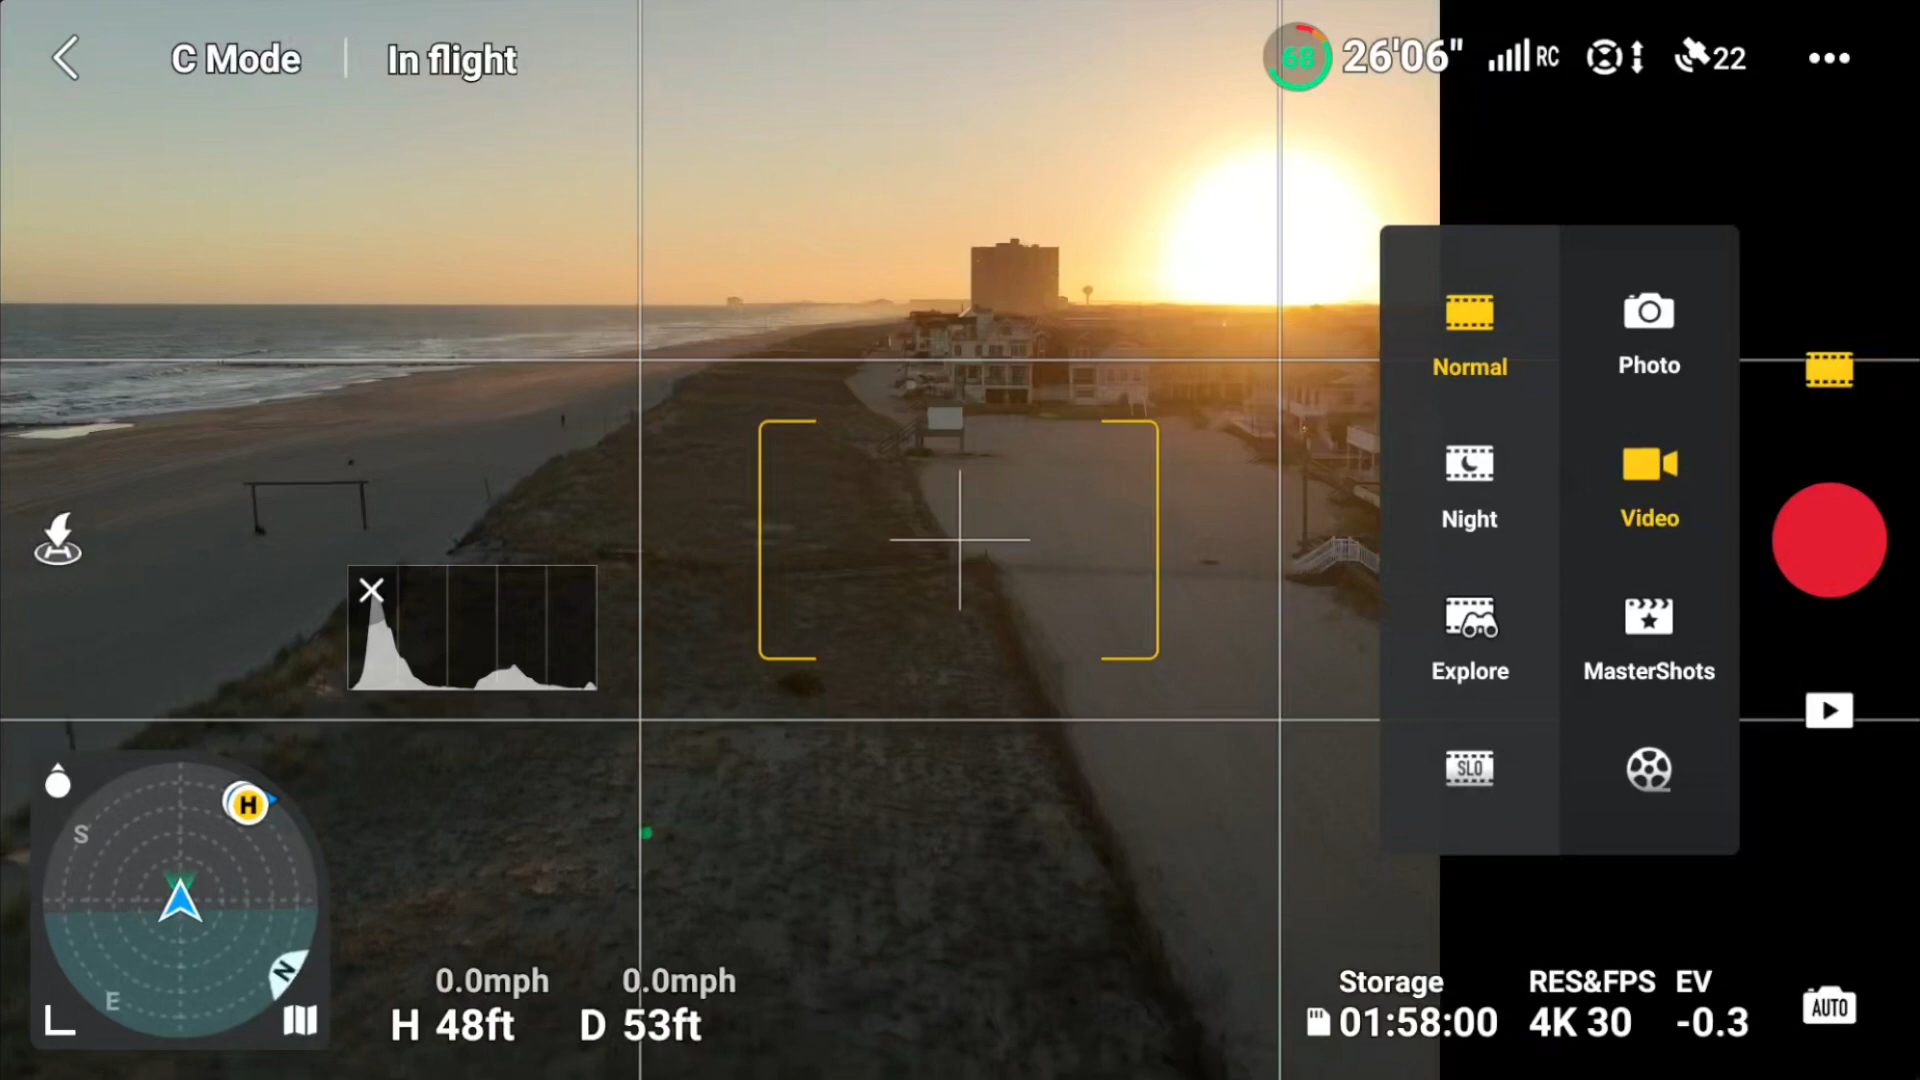 C Mode
In flight
68
26'06"
RC
22
Normal
Photo
Night
Video
Explore
MasterShots
SLO
S
H
N
E
0.0mph
0.0mph
H 48ft
D 53ft
Storage
RES&FPS
EV
01:58:00
4K 30
-0.3
AUTO